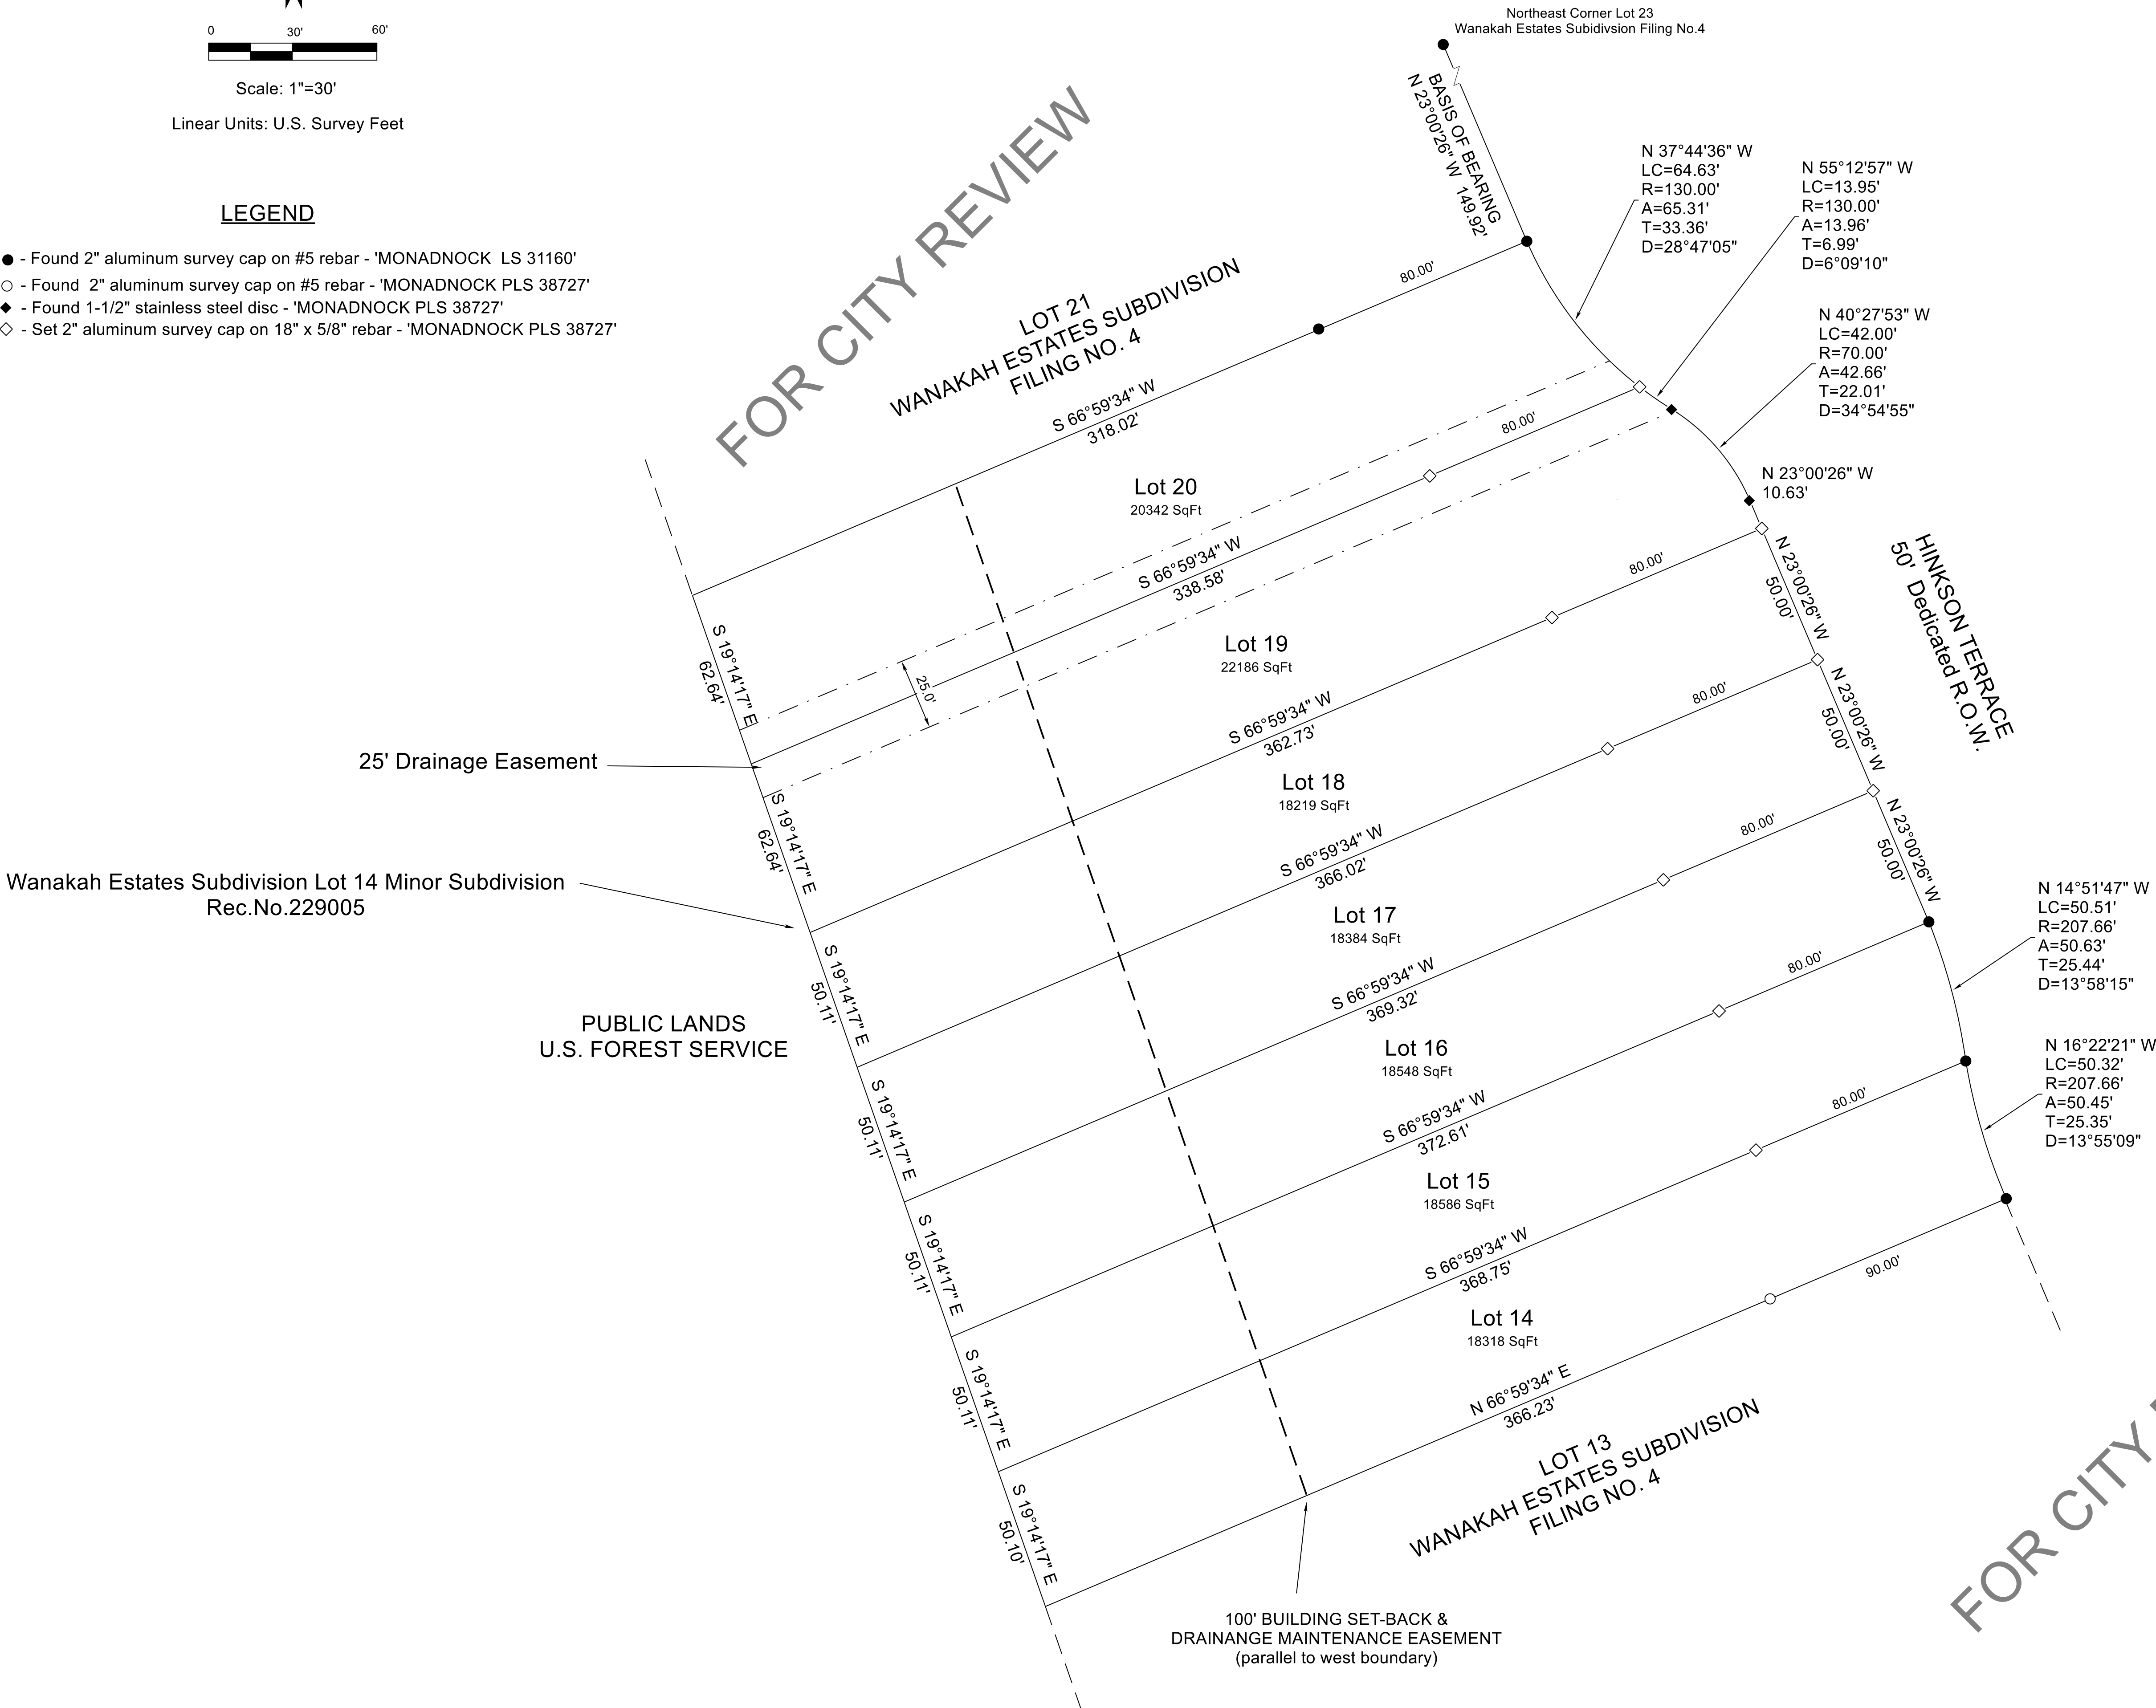 0 30' 60'
Scale: 1"=30'
Linear Units: U.S. Survey Feet
LEGEND
- Found 2" aluminum survey cap on #5 rebar - 'MONADNOCK  LS 31160'
- Found  2" aluminum survey cap on #5 rebar - 'MONADNOCK PLS 38727'
- Found 1-1/2" stainless steel disc - 'MONADNOCK PLS 38727'
- Set 2" aluminum survey cap on 18" x 5/8" rebar - 'MONADNOCK PLS 38727'
FOR CITY REVIEW
Northeast Corner Lot 23
Wanakah Estates Subidivsion Filing No.4
BASIS OF BEARING
N 23°00'26" W  149.92'
N 37°44'36" W
LC=64.63'
R=130.00'
A=65.31'
T=33.36'
D=28°47'05"
N 55°12'57" W
LC=13.95'
R=130.00'
A=13.96'
T=6.99'
D=6°09'10"
N 40°27'53" W
LC=42.00'
R=70.00'
A=42.66'
T=22.01'
D=34°54'55"
N 23°00'26" W
10.63'
LOT 21
WANAKAH ESTATES SUBDIVISION
FILING NO. 4
80.00'
S 66°59'34" W
318.02'
Lot 20
20342 SqFt
80.00'
S 66°59'34" W
338.58'
25.0'
Lot 19
22186 SqFt
80.00'
S 66°59'34" W
362.73'
Lot 18
18219 SqFt
80.00'
S 66°59'34" W
366.02'
Lot 17
18384 SqFt
80.00'
S 66°59'34" W
369.32'
Lot 16
18548 SqFt
80.00'
S 66°59'34" W
372.61'
Lot 15
18586 SqFt
80.00'
S 66°59'34" W
368.75'
Lot 14
18318 SqFt
90.00'
N 66°59'34" E
366.23'
LOT 13
WANAKAH ESTATES SUBDIVISION
FILING NO. 4
S 19°14'17" E
62.64'
S 19°14'17" E
62.64'
S 19°14'17" E
50.11'
S 19°14'17" E
50.11'
S 19°14'17" E
50.11'
S 19°14'17" E
50.11'
S 19°14'17" E
50.10'
25' Drainage Easement
Wanakah Estates Subdivision Lot 14 Minor Subdivision
Rec.No.229005
PUBLIC LANDS
U.S. FOREST SERVICE
N 23°00'26" W
50.00'
N 23°00'26" W
50.00'
N 23°00'26" W
50.00'
HINKSON TERRACE
50' Dedicated R.O.W.
N 14°51'47" W
LC=50.51'
R=207.66'
A=50.63'
T=25.44'
D=13°58'15"
N 16°22'21" W
LC=50.32'
R=207.66'
A=50.45'
T=25.35'
D=13°55'09"
100' BUILDING SET-BACK &
DRAINANGE MAINTENANCE EASEMENT
(parallel to west boundary)
FOR CITY